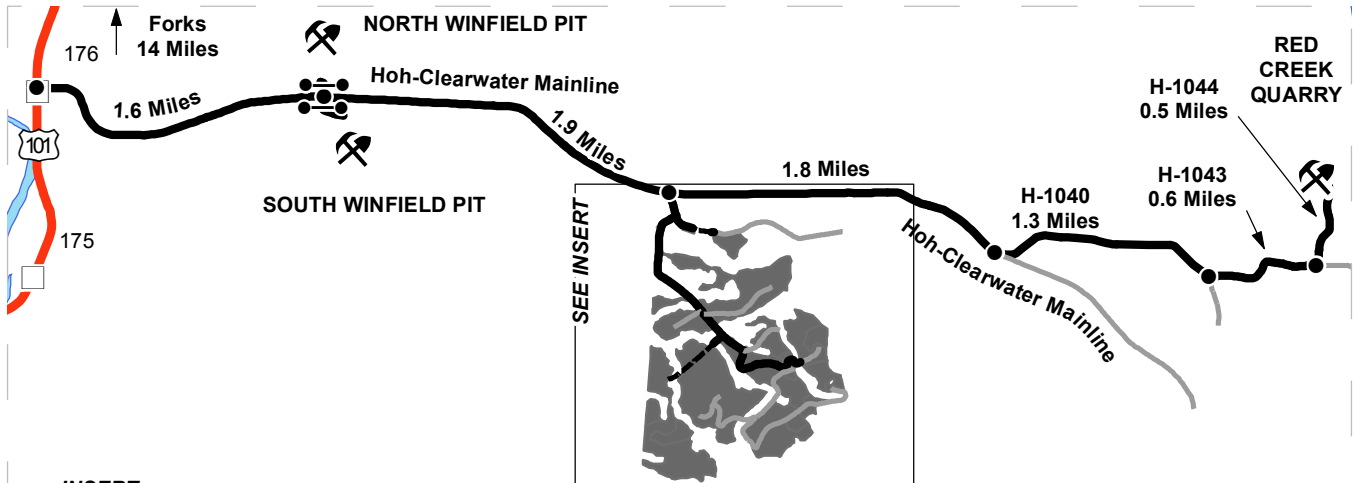 Forks
14 Miles
176
NORTH WINFIELD PIT
Hoh-Clearwater Mainline
1.6 Miles
101
SOUTH WINFIELD PIT
175
1.9 Miles
1.8 Miles
SEE INSERT
Hoh-Clearwater Mainline
H-1040
1.3 Miles
H-1043
0.6 Miles
H-1044
0.5 Miles
RED
CREEK
QUARRY
INSERT